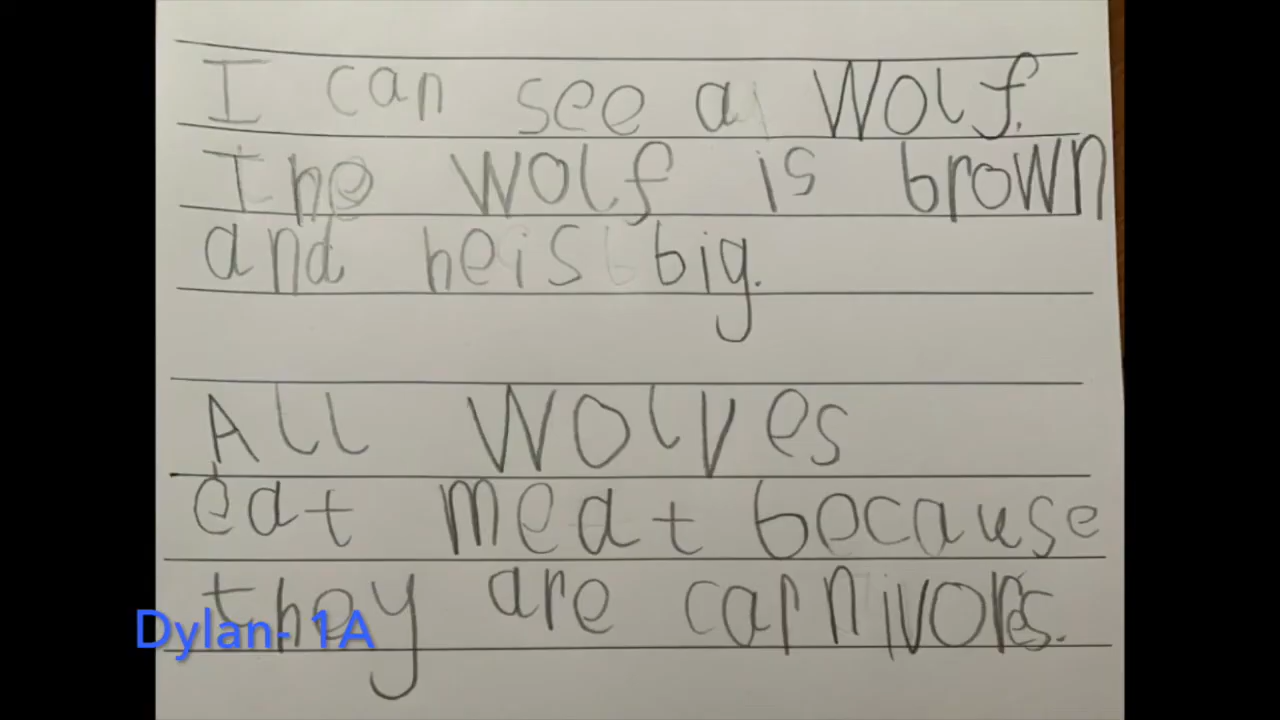 I can see a Wolf.
The Wolf is brown
and heis big.
All Wolves
eat meat because
they are carnivores.
Dylan- 1A